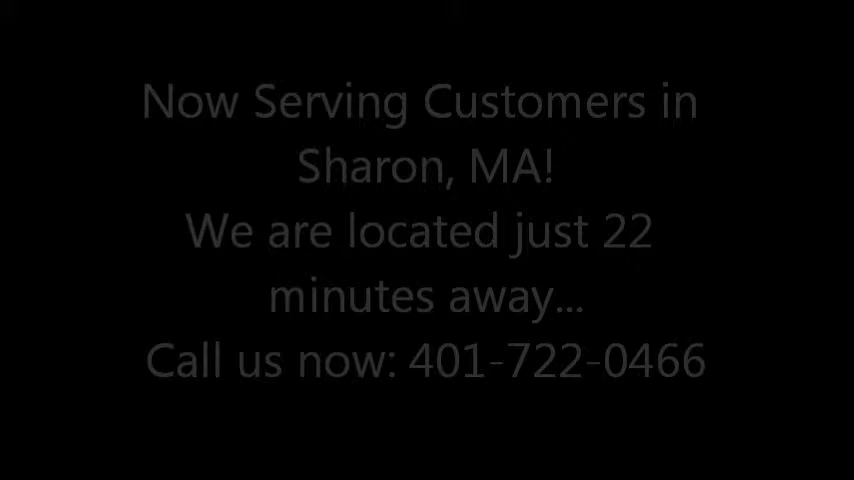 Now Serving Customers in
Sharon, MA!
We are located just 22
minutes away...
Call us now: 401-722-0466